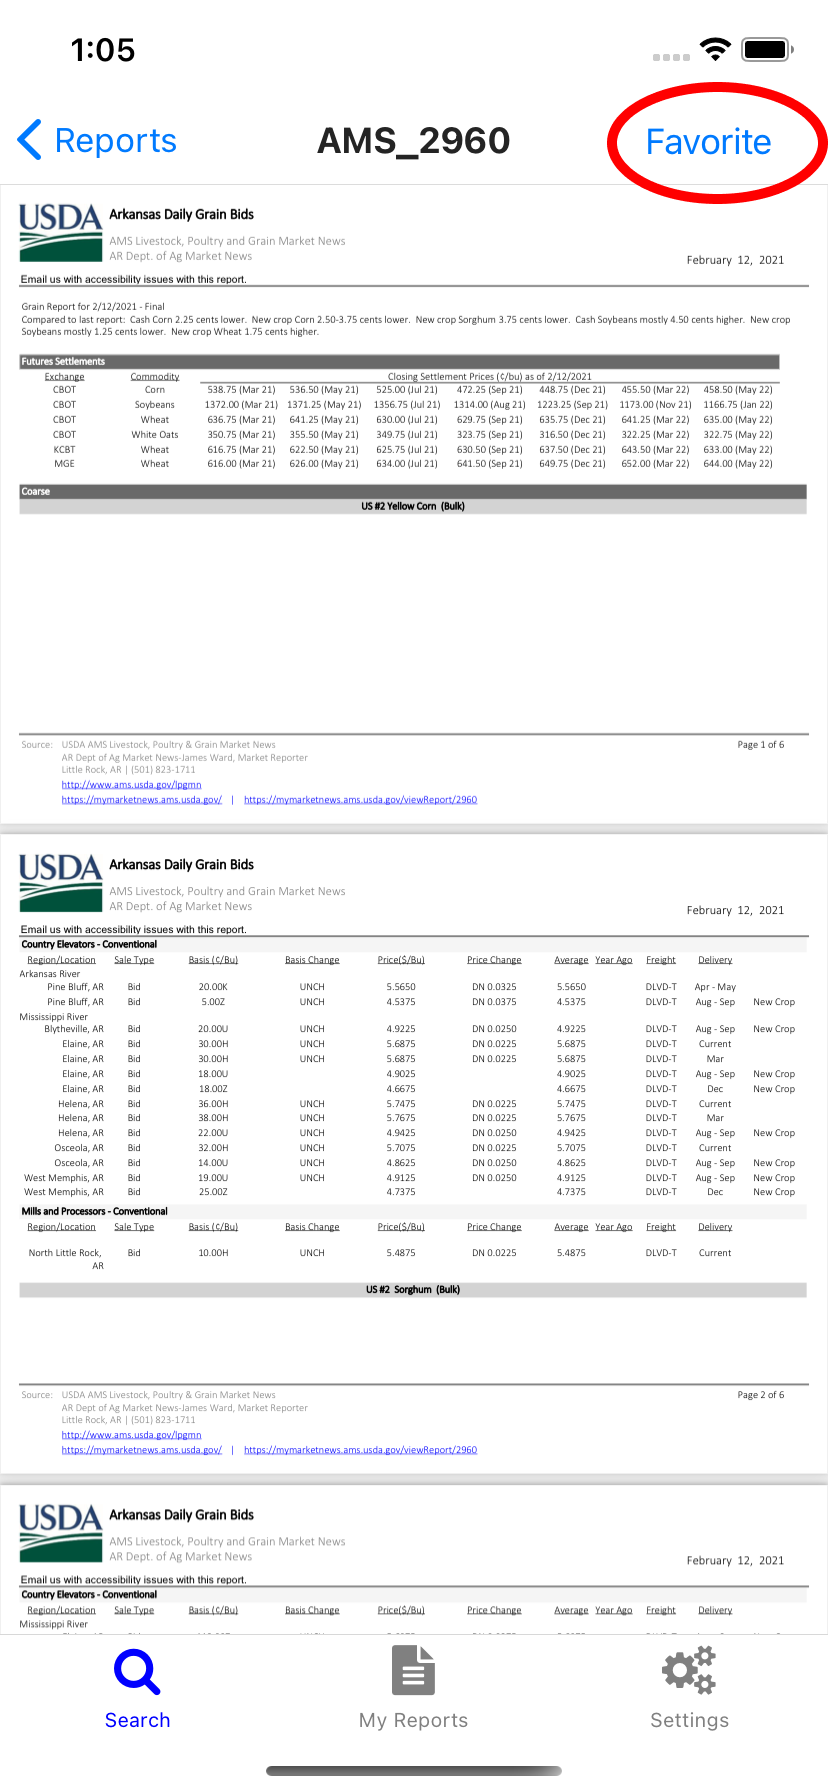 1:05
Reports AMS_2960 Favorite
USDA Arkansas Daily Grain Bids
AMS Livestock, Poultry and Grain Market News
AR Dept. of Ag Market News
February 12, 2021
Email us with accessibility issues with this report.
Grain Report for 2/12/2021 - Final
Compared to last report: Cash Corn 2.25 cents lower. New crop Corn 2.50-3.75 cents lower. New crop Sorghum 3.75 cents lower. Cash Soybeans mostly 4.50 cents higher. New crop
Soybeans mostly 1.25 cents lower. New crop Wheat 1.75 cents higher.
Futures Settlements
Exchange Commodity Closing Settlement Prices (¢/bu) as of 2/12/2021
CBOT Corn 538.75 (Mar 21) 536.50 (May 21) 525.00 (Jul 21) 472.25 (Sep 21) 448.75 (Dec 21) 455.50 (Mar 22) 458.50 (May 22)
CBOT Soybeans 1372.00 (Mar 21) 1371.25 (May 21) 1356.75 (Jul 21) 1314.00 (Aug 21) 1223.25 (Sep 21) 1173.00 (Nov 21) 1166.75 (Jan 22)
CBOT Wheat 636.75 (Mar 21) 641.25 (May 21) 630.00 (Jul 21) 629.75 (Sep 21) 635.75 (Dec 21) 641.25 (Mar 22) 635.00 (May 22)
CBOT White Oats 350.75 (Mar 21) 355.50 (May 21) 349.75 (Jul 21) 323.75 (Sep 21) 316.50 (Dec 21) 322.25 (Mar 22) 322.75 (May 22)
KCBT Wheat 616.75 (Mar 21) 622.50 (May 21) 625.75 (Jul 21) 630.50 (Sep 21) 637.50 (Dec 21) 643.50 (Mar 22) 633.00 (May 22)
MGE Wheat 616.00 (Mar 21) 626.00 (May 21) 634.00 (Jul 21) 641.50 (Sep 21) 649.75 (Dec 21) 652.00 (Mar 22) 644.00 (May 22)
Coarse
US #2 Yellow Corn (Bulk)
Source: USDA AMS Livestock, Poultry & Grain Market News Page 1 of 6
AR Dept of Ag Market News-James Ward, Market Reporter
Little Rock, AR | (501) 823-1711
http://www.ams.usda.gov/lpgmn
https://mymarketnews.ams.usda.gov/ | https://mymarketnews.ams.usda.gov/viewReport/2960
USDA Arkansas Daily Grain Bids
AMS Livestock, Poultry and Grain Market News
AR Dept. of Ag Market News
February 12, 2021
Email us with accessibility issues with this report.
Country Elevators - Conventional
Region/Location Sale Type Basis (¢/Bu) Basis Change Price($/Bu) Price Change Average Year Ago Freight Delivery
Arkansas River
Pine Bluff, AR Bid 20.00K UNCH 5.5650 DN 0.0325 5.5650 DLVD-T Apr - May
Pine Bluff, AR Bid 5.00Z UNCH 4.5375 DN 0.0375 4.5375 DLVD-T Aug - Sep New Crop
Mississippi River
Blytheville, AR Bid 20.00U UNCH 4.9225 DN 0.0250 4.9225 DLVD-T Aug - Sep New Crop
Elaine, AR Bid 30.00H UNCH 5.6875 DN 0.0225 5.6875 DLVD-T Current
Elaine, AR Bid 30.00H UNCH 5.6875 DN 0.0225 5.6875 DLVD-T Mar
Elaine, AR Bid 18.00U 4.9025 4.9025 DLVD-T Aug - Sep New Crop
Elaine, AR Bid 18.00Z 4.6675 4.6675 DLVD-T Dec New Crop
Helena, AR Bid 36.00H UNCH 5.7475 DN 0.0225 5.7475 DLVD-T Current
Helena, AR Bid 38.00H UNCH 5.7675 DN 0.0225 5.7675 DLVD-T Mar
Helena, AR Bid 22.00U UNCH 4.9425 DN 0.0250 4.9425 DLVD-T Aug - Sep New Crop
Osceola, AR Bid 32.00H UNCH 5.7075 DN 0.0225 5.7075 DLVD-T Current
Osceola, AR Bid 14.00U UNCH 4.8625 DN 0.0250 4.8625 DLVD-T Aug - Sep New Crop
West Memphis, AR Bid 19.00U UNCH 4.9125 DN 0.0250 4.9125 DLVD-T Aug - Sep New Crop
West Memphis, AR Bid 25.00Z 4.7375 4.7375 DLVD-T Dec New Crop
Mills and Processors - Conventional
Region/Location Sale Type Basis (¢/Bu) Basis Change Price($/Bu) Price Change Average Year Ago Freight Delivery
North Little Rock, Bid 10.00H UNCH 5.4875 DN 0.0225 5.4875 DLVD-T Current
AR
US #2 Sorghum (Bulk)
Source: USDA AMS Livestock, Poultry & Grain Market News Page 2 of 6
AR Dept of Ag Market News-James Ward, Market Reporter
Little Rock, AR | (501) 823-1711
http://www.ams.usda.gov/lpgmn
https://mymarketnews.ams.usda.gov/ | https://mymarketnews.ams.usda.gov/viewReport/2960
USDA Arkansas Daily Grain Bids
AMS Livestock, Poultry and Grain Market News
AR Dept. of Ag Market News
February 12, 2021
Email us with accessibility issues with this report.
Country Elevators - Conventional
Region/Location Sale Type Basis (¢/Bu) Basis Change Price($/Bu) Price Change Average Year Ago Freight Delivery
Mississippi River
Search My Reports Settings